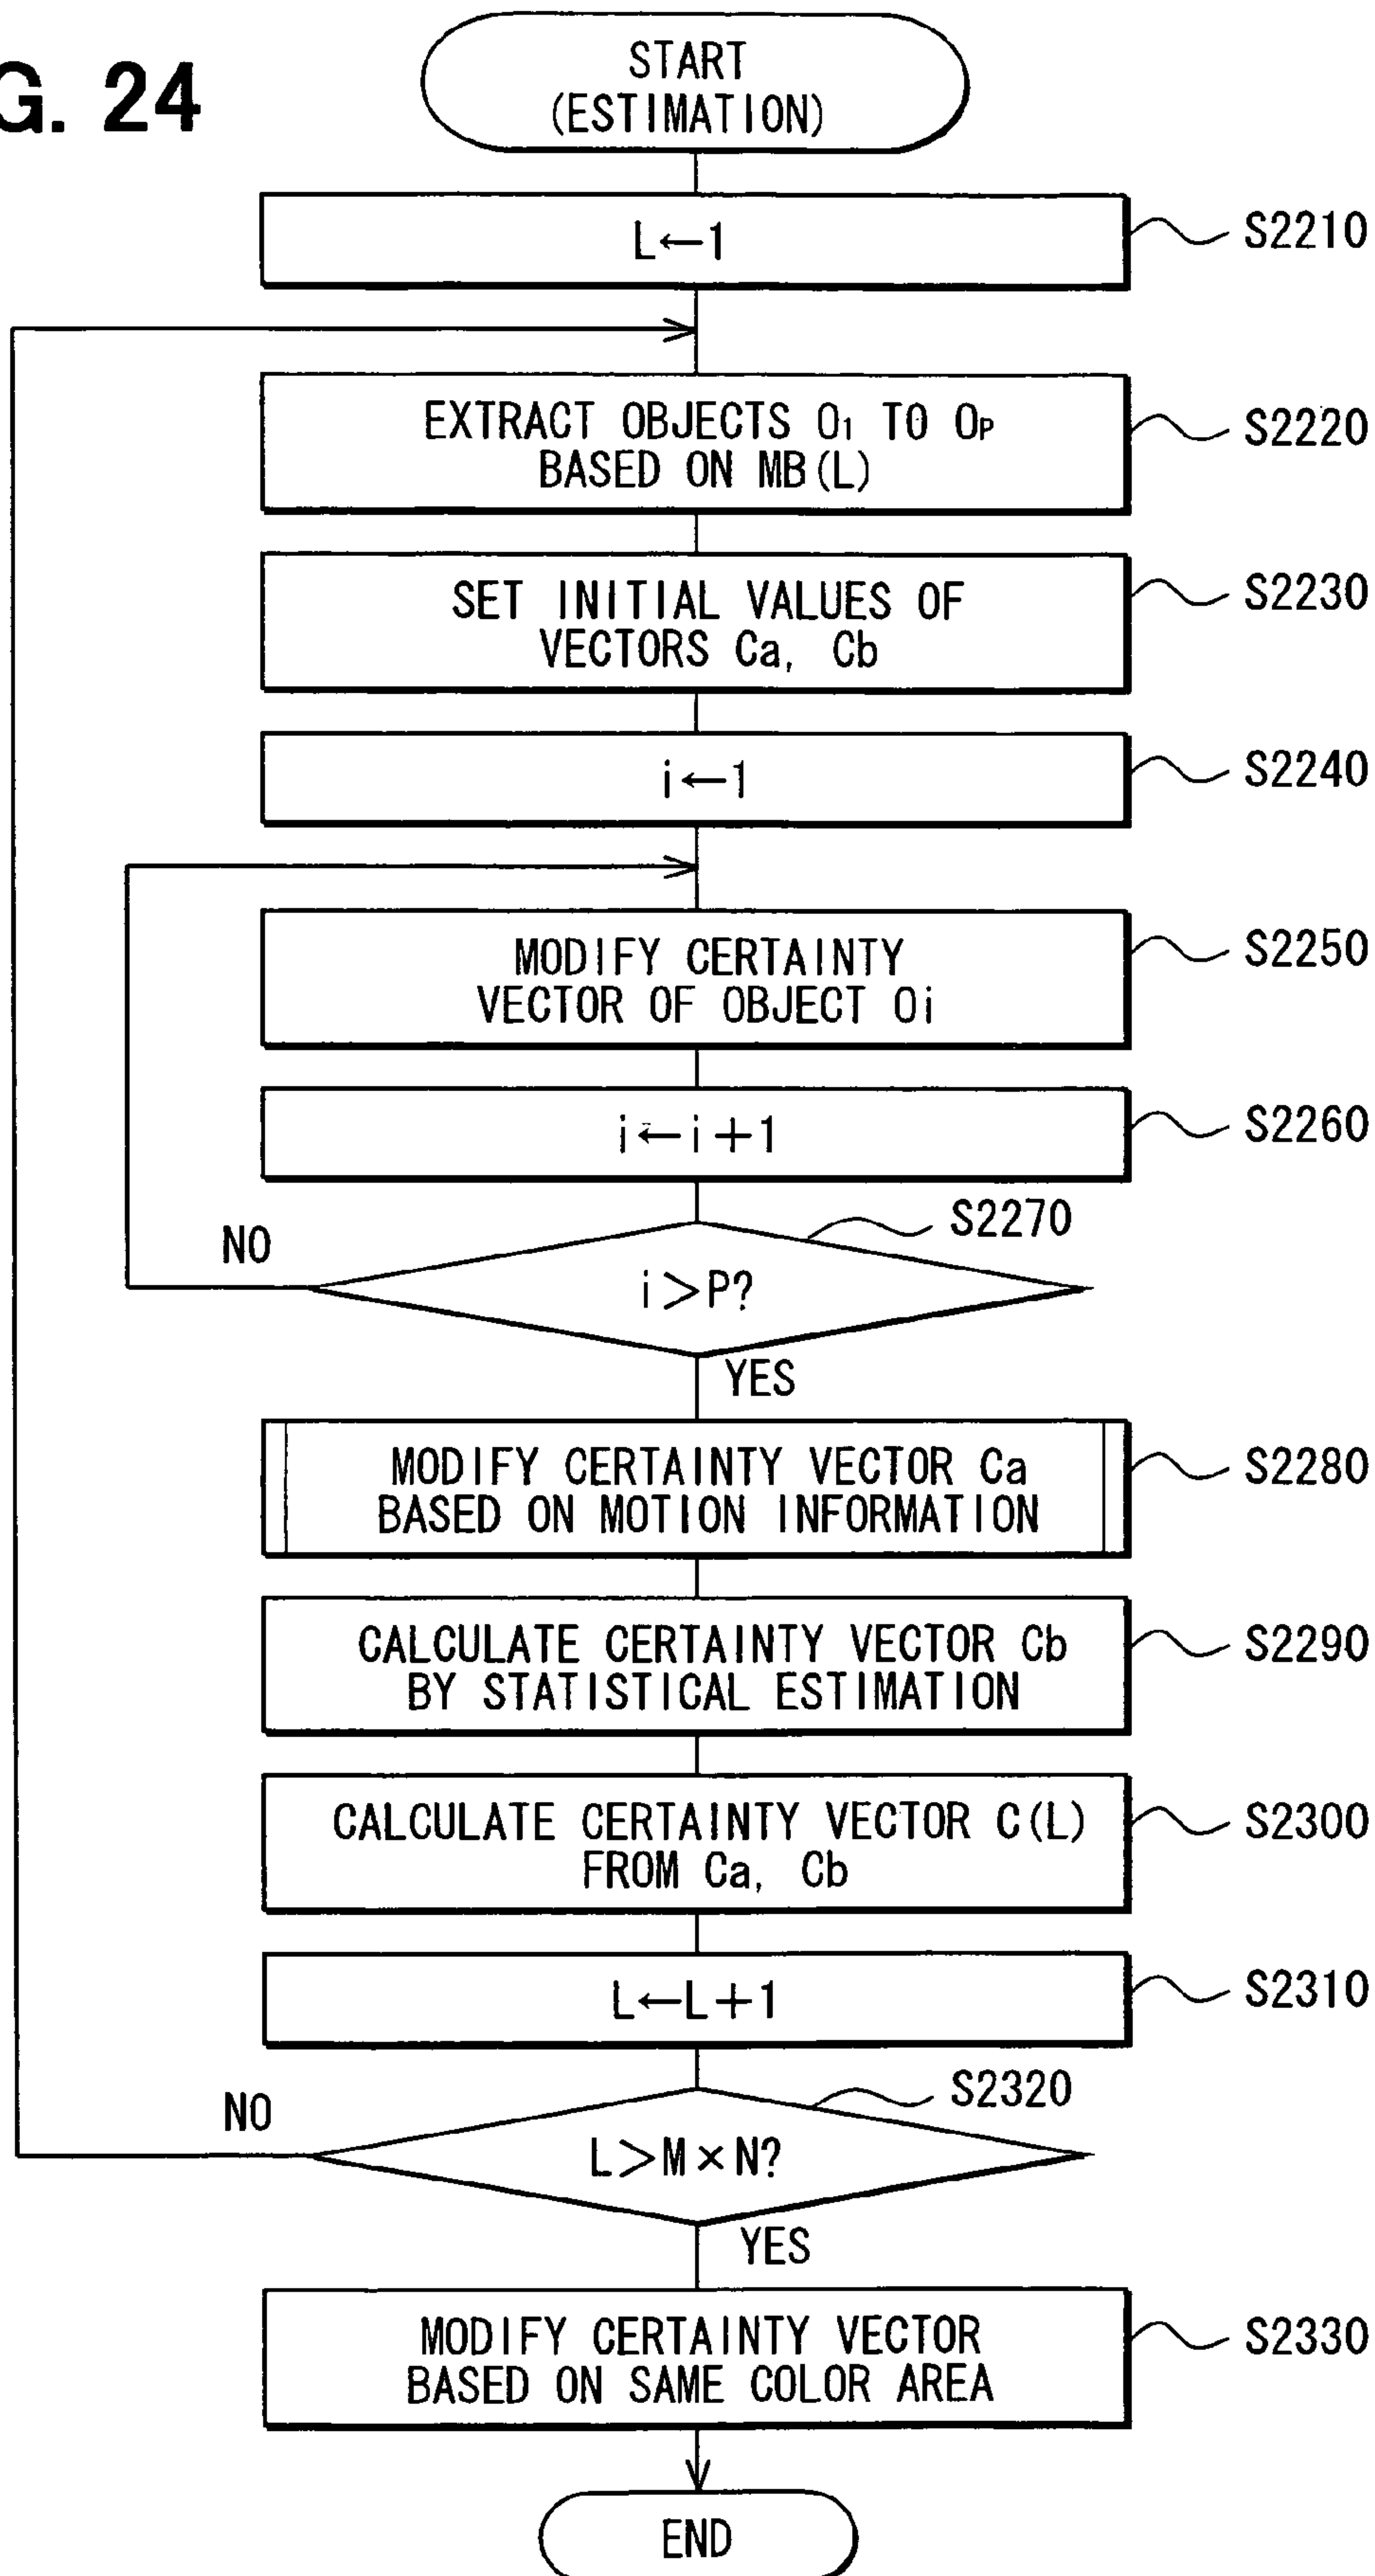 G. 24
START
(ESTIMATION)
L←1
S2210
EXTRACT OBJECTS O1 TO OP
BASED ON MB(L)
S2220
SET INITIAL VALUES OF
VECTORS Ca, Cb
S2230
i←1
S2240
MODIFY CERTAINTY
VECTOR OF OBJECT Oi
S2250
i←i+1
S2260
S2270
NO
i>P?
YES
MODIFY CERTAINTY VECTOR Ca
BASED ON MOTION INFORMATION
S2280
CALCULATE CERTAINTY VECTOR Cb
BY STATISTICAL ESTIMATION
S2290
CALCULATE CERTAINTY VECTOR C(L)
FROM Ca, Cb
S2300
L←L+1
S2310
S2320
NO
L>M×N?
YES
MODIFY CERTAINTY VECTOR
BASED ON SAME COLOR AREA
S2330
END